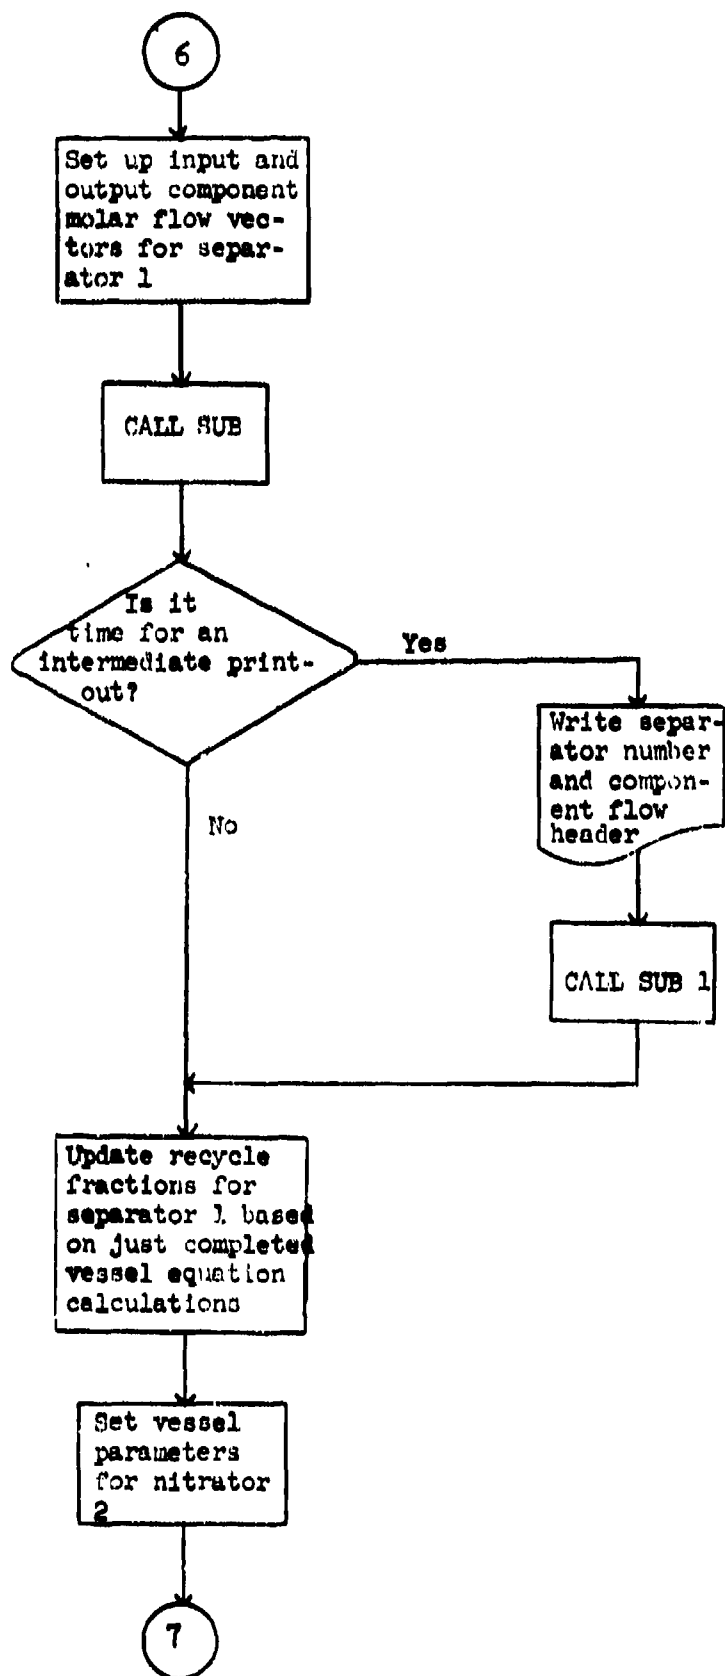 6
Set up input and
output component
molar flow vec-
tors for separ-
ator 1
CALL SUB
Is it
time for an
intermediate print-
out?
Yes
Write separ-
ator number
and compon-
ent flow
header
No
CALL SUB 1
Update recycle
fractions for
separator 1 based
on just completed
vessel equation
calculations
Set vessel
parameters
for nitrator
2
7